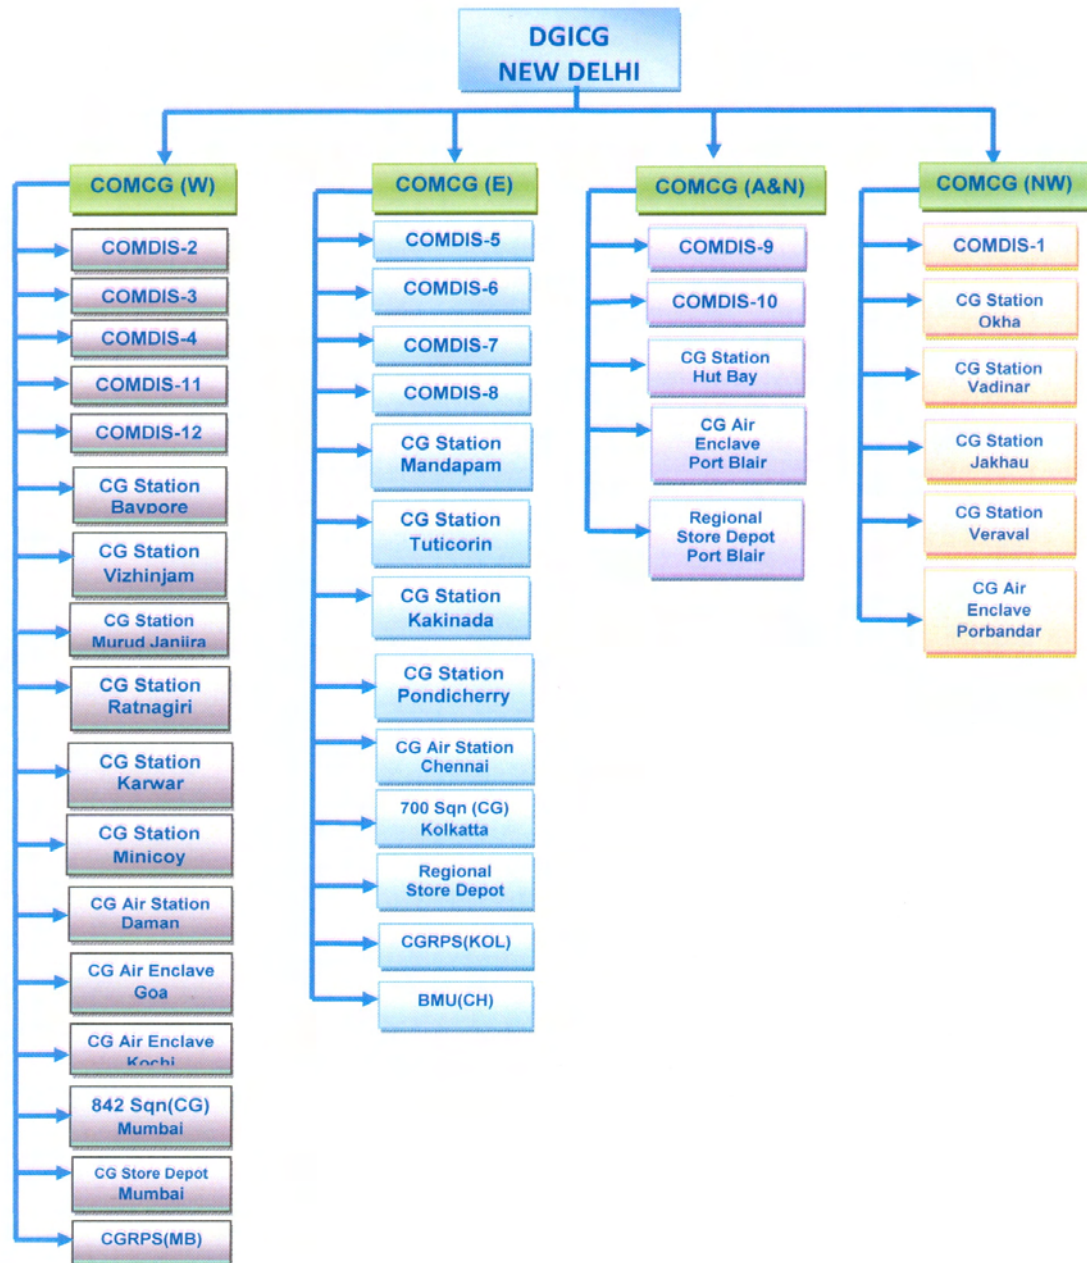 DGICG
NEW DELHI
COMCG (W)
COMDIS-2
COMDIS-3
COMDIS-4
COMDIS-11
COMDIS-12
CG Station
Baypore
CG Station
Vizhinjam
CG Station
Murud Janjira
CG Station
Ratnagiri
CG Station
Karwar
CG Station
Minicoy
CG Air Station
Daman
CG Air Enclave
Goa
CG Air Enclave
Kochi
842 Sqn(CG)
Mumbai
CG Store Depot
Mumbai
CGRPS(MB)
COMCG (E)
COMDIS-5
COMDIS-6
COMDIS-7
COMDIS-8
CG Station
Mandapam
CG Station
Tuticorin
CG Station
Kakinada
CG Station
Pondicherry
CG Air Station
Chennai
700 Sqn (CG)
Kolkatta
Regional
Store Depot
CGRPS(KOL)
BMU(CH)
COMCG (A&N)
COMDIS-9
COMDIS-10
CG Station
Hut Bay
CG Air
Enclave
Port Blair
Regional
Store Depot
Port Blair
COMCG (NW)
COMDIS-1
CG Station
Okha
CG Station
Vadinar
CG Station
Jakhau
CG Station
Veraval
CG Air
Enclave
Porbandar